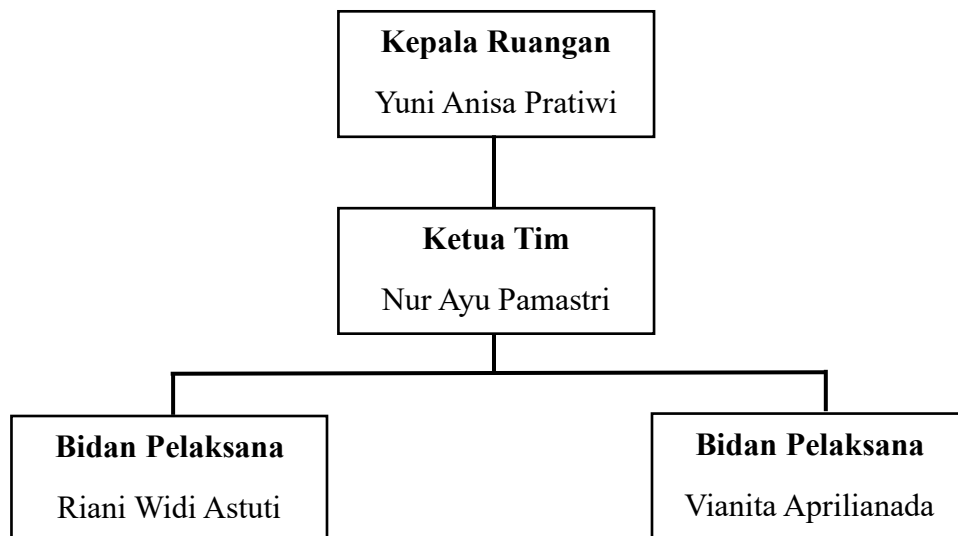 Kepala Ruangan
Yuni Anisa Pratiwi
Ketua Tim
Nur Ayu Pamastri
Bidan Pelaksana
Riani Widi Astuti
Bidan Pelaksana
Vianita Aprilianada